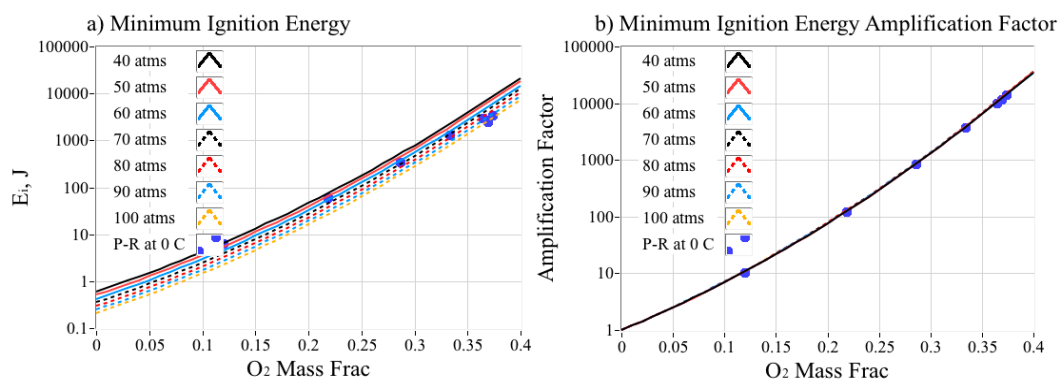 a) Minimum Ignition Energy
100000
10000
1000
100
10
1
0.1
Eᵢ, J
40 atms
50 atms
60 atms
70 atms
80 atms
90 atms
100 atms
P-R at 0 C
0 0.05 0.1 0.15 0.2 0.25 0.3 0.35 0.4
O₂ Mass Frac
b) Minimum Ignition Energy Amplification Factor
100000
10000
1000
100
10
1
Amplification Factor
40 atms
50 atms
60 atms
70 atms
80 atms
90 atms
100 atms
P-R at 0 C
0 0.05 0.1 0.15 0.2 0.25 0.3 0.35 0.4
O₂ Mass Frac